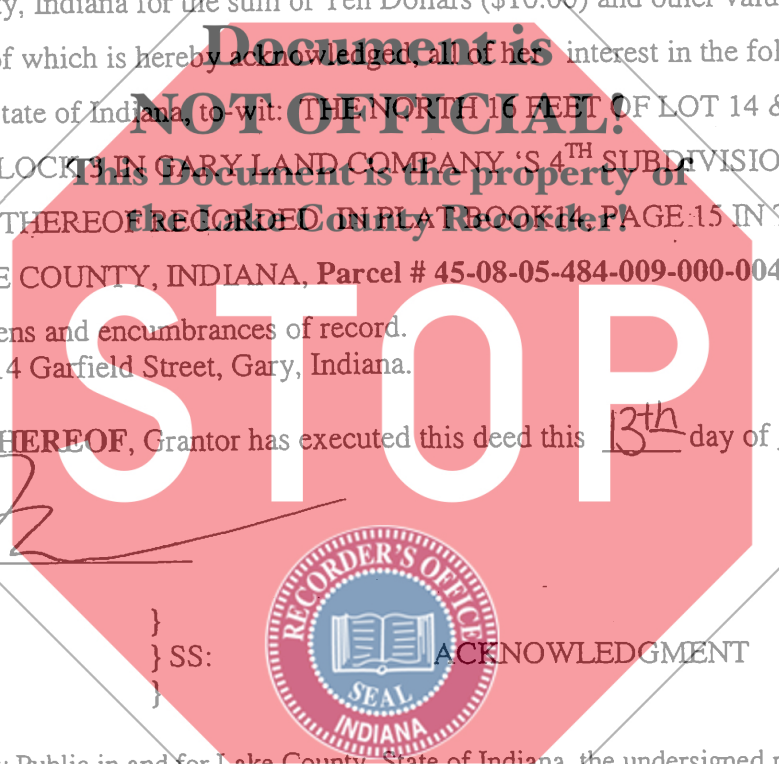 y, Indiana for the sum of Ten Dollars ($10.00) and other valu
Document is
of which is hereby acknowledged, all of her interest in the fol
NOT OFFICIAL!
tate of Indiana, to-wit: THE NORTH 16 FEET OF LOT 14 &
This Document is the property of
LOCK 3 IN GARY LAND COMPANY 'S 4TH SUBDIVISIO
the Lake County Recorder!
THEREOF RECORDED IN PLAT BOOK 14, PAGE 15 IN
E COUNTY, INDIANA, Parcel # 45-08-05-484-009-000-004
ens and encumbrances of record.
4 Garfield Street, Gary, Indiana.
STOP
HEREOF, Grantor has executed this deed this 13th day of
RECORDER'S OFFICE
SEAL
INDIANA
}
} SS: ACKNOWLEDGMENT
}
y Public in and for Lake County, State of Indiana, the undersigned